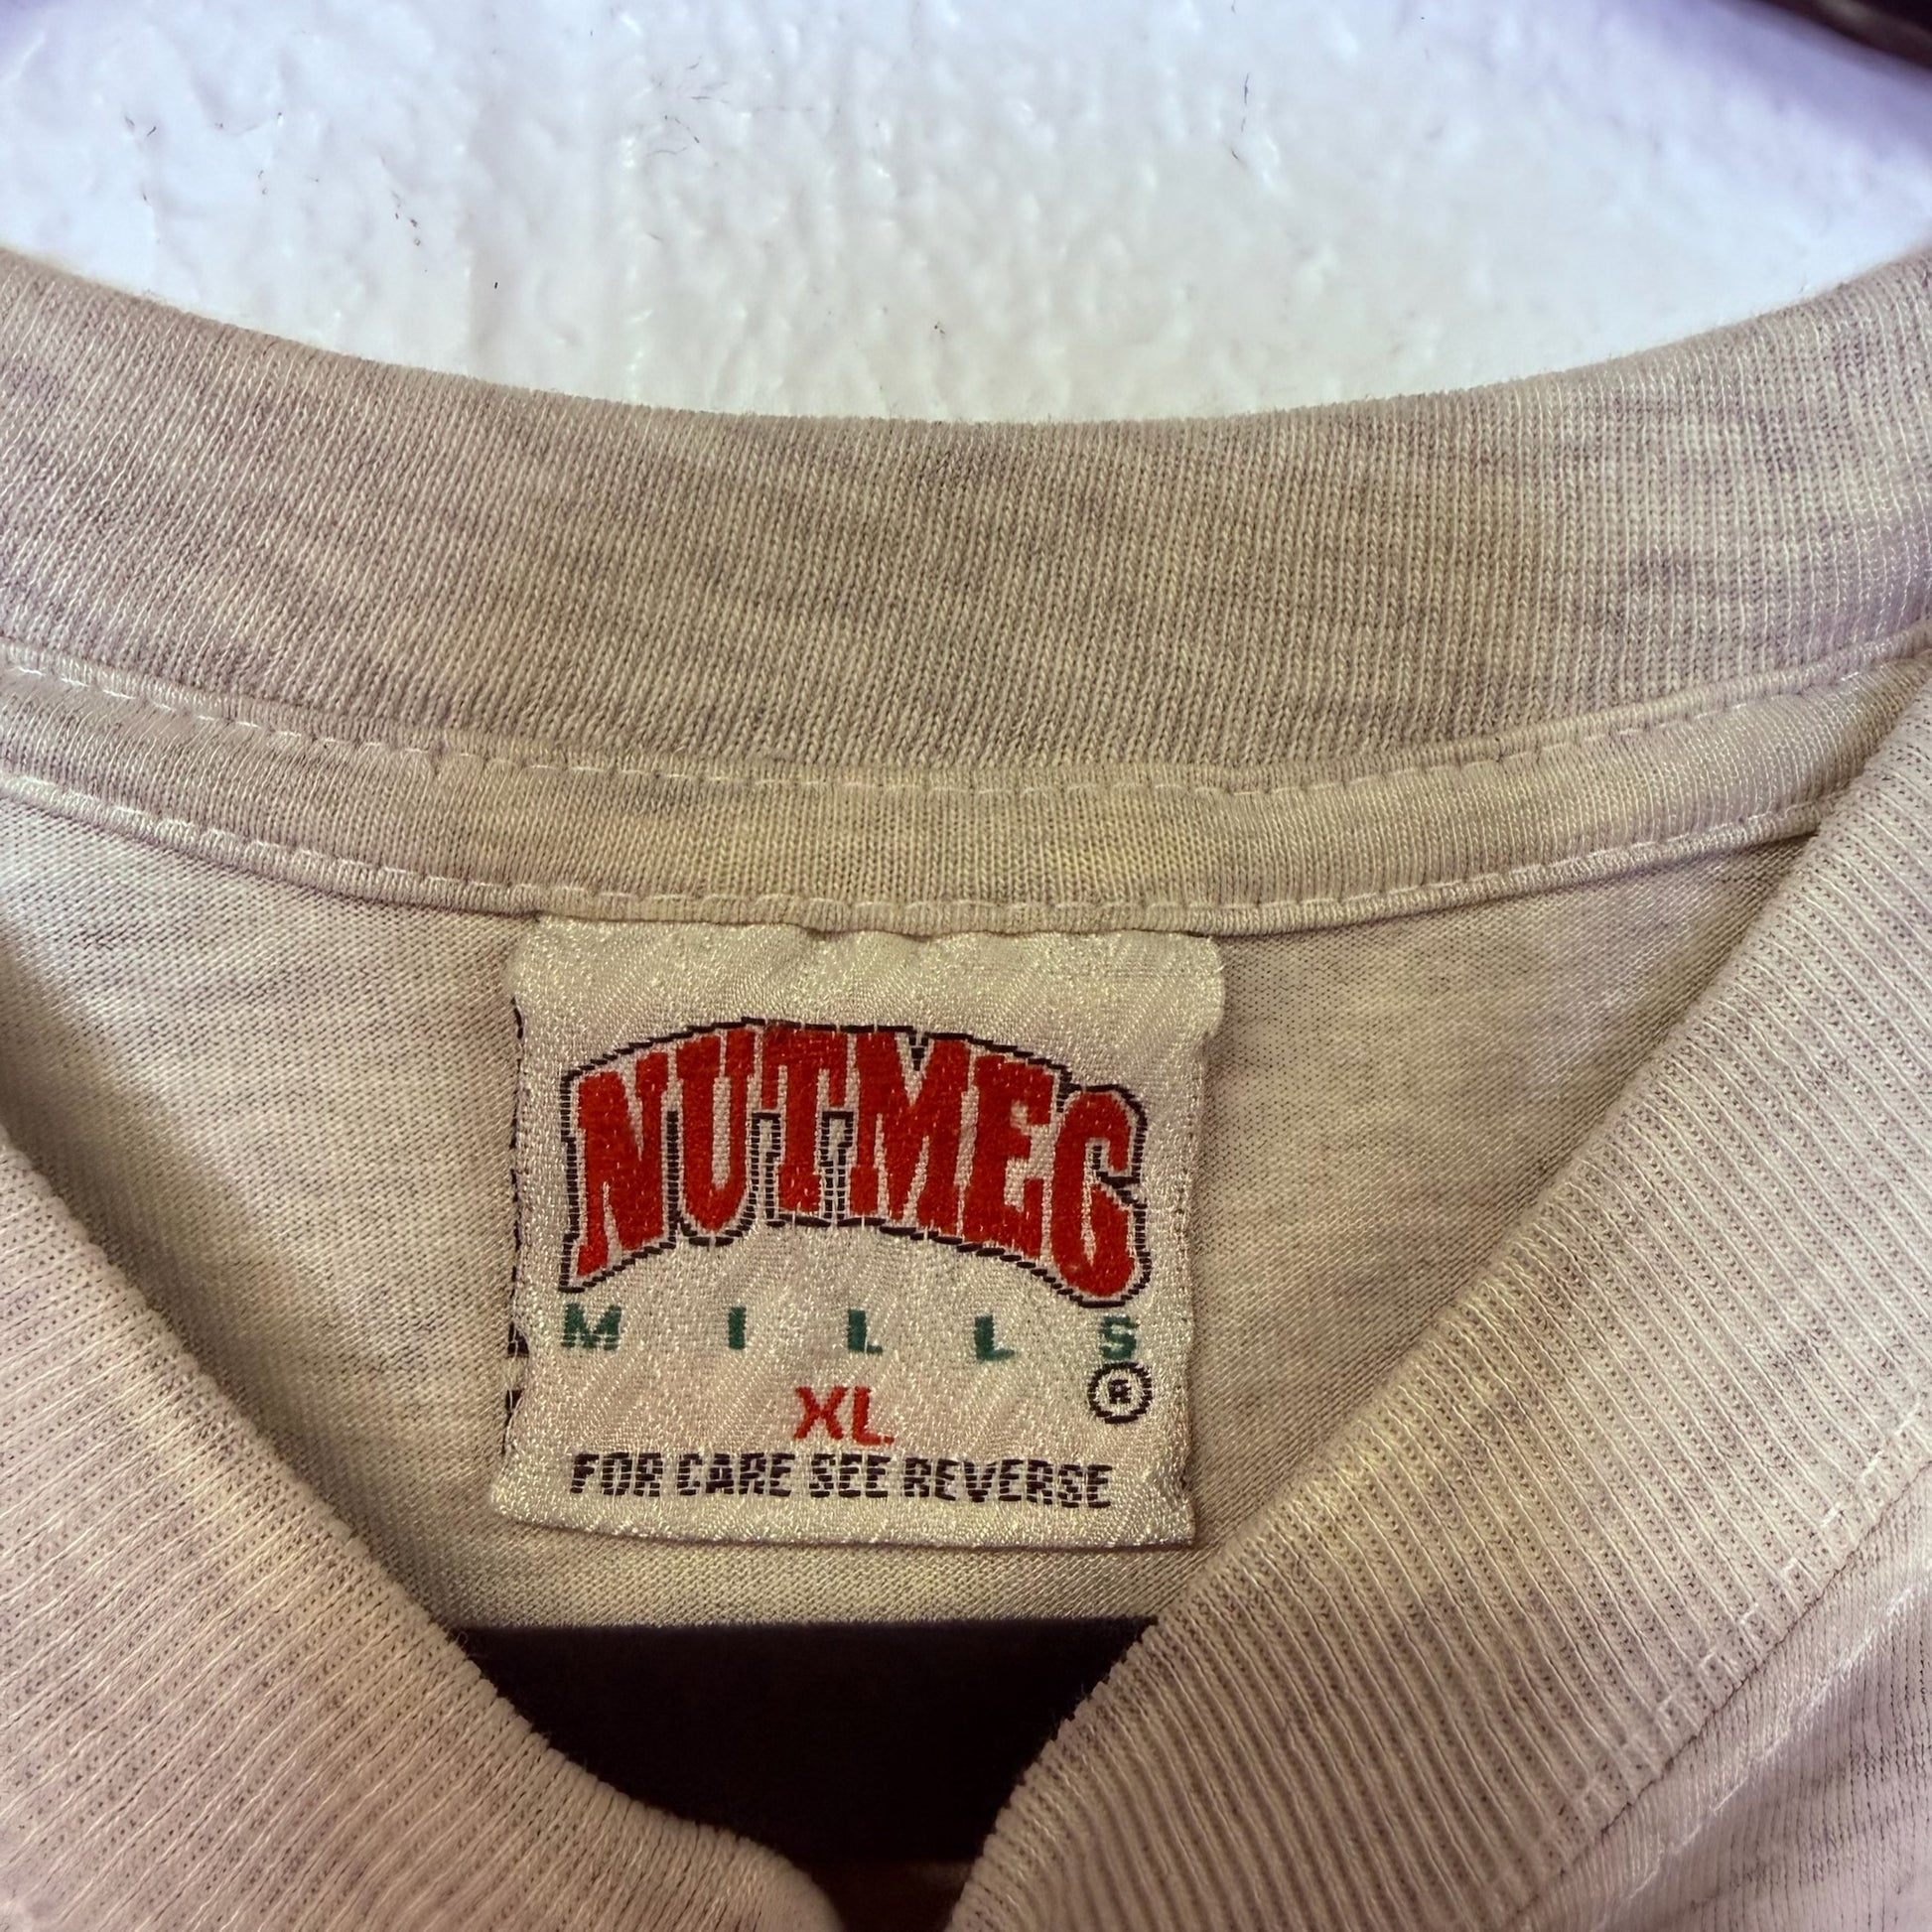 NUTMEG
MILLS
®
XL
FOR CARE SEE REVERSE